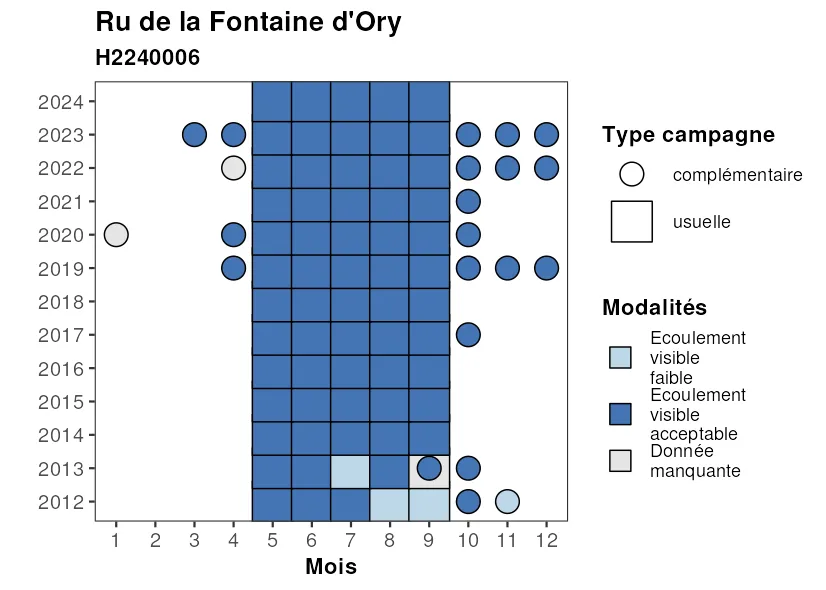 Ru de la Fontaine d'Ory
H2240006
2024
2023
2022
2021
2020
2019
2018
2017
2016
2015
2014
2013
2012
1 2 3 4 5 6 7 8 9 10 11 12
Mois
Type campagne
complémentaire
usuelle
Modalités
Ecoulement
visible
faible
Ecoulement
visible
acceptable
Donnée
manquante